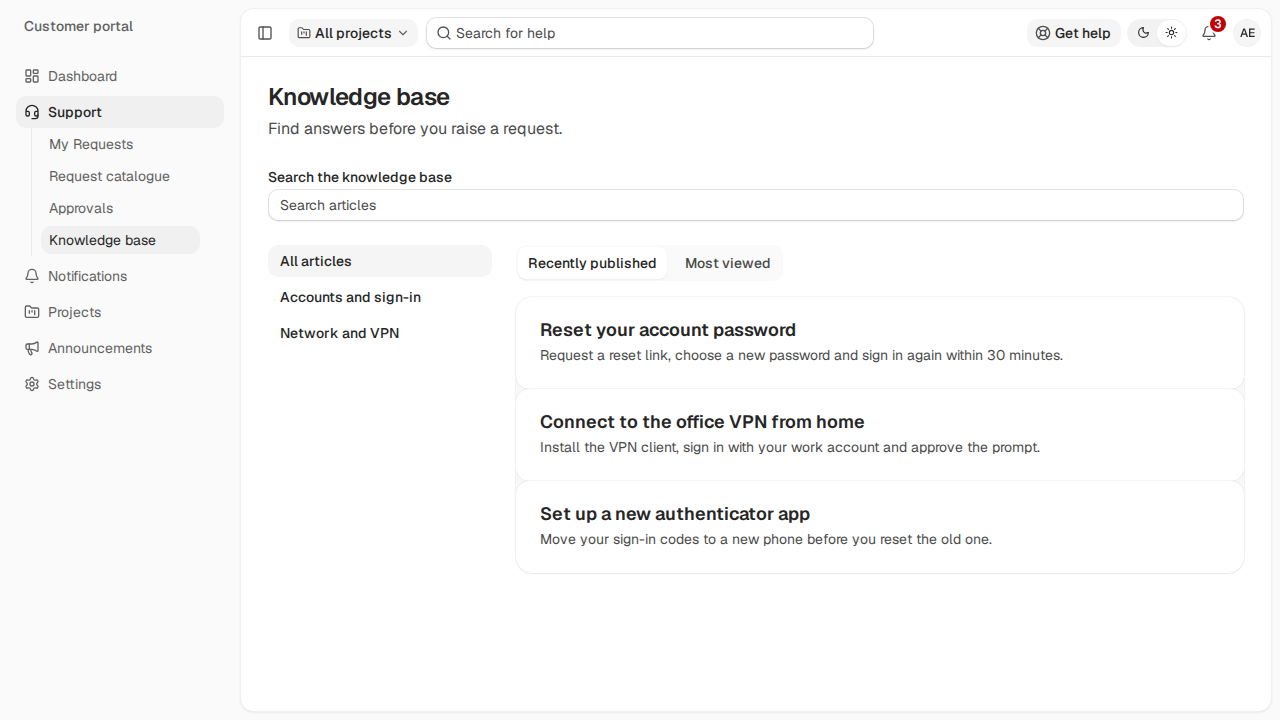 Customer portal
Dashboard
Support
My Requests
Request catalogue
Approvals
Knowledge base
Notifications
Projects
Announcements
Settings
All projects
Search for help
Get help
3
AE
Knowledge base
Find answers before you raise a request.
Search the knowledge base
Search articles
All articles
Accounts and sign-in
Network and VPN
Recently published
Most viewed
Reset your account password
Request a reset link, choose a new password and sign in again within 30 minutes.
Connect to the office VPN from home
Install the VPN client, sign in with your work account and approve the prompt.
Set up a new authenticator app
Move your sign-in codes to a new phone before you reset the old one.